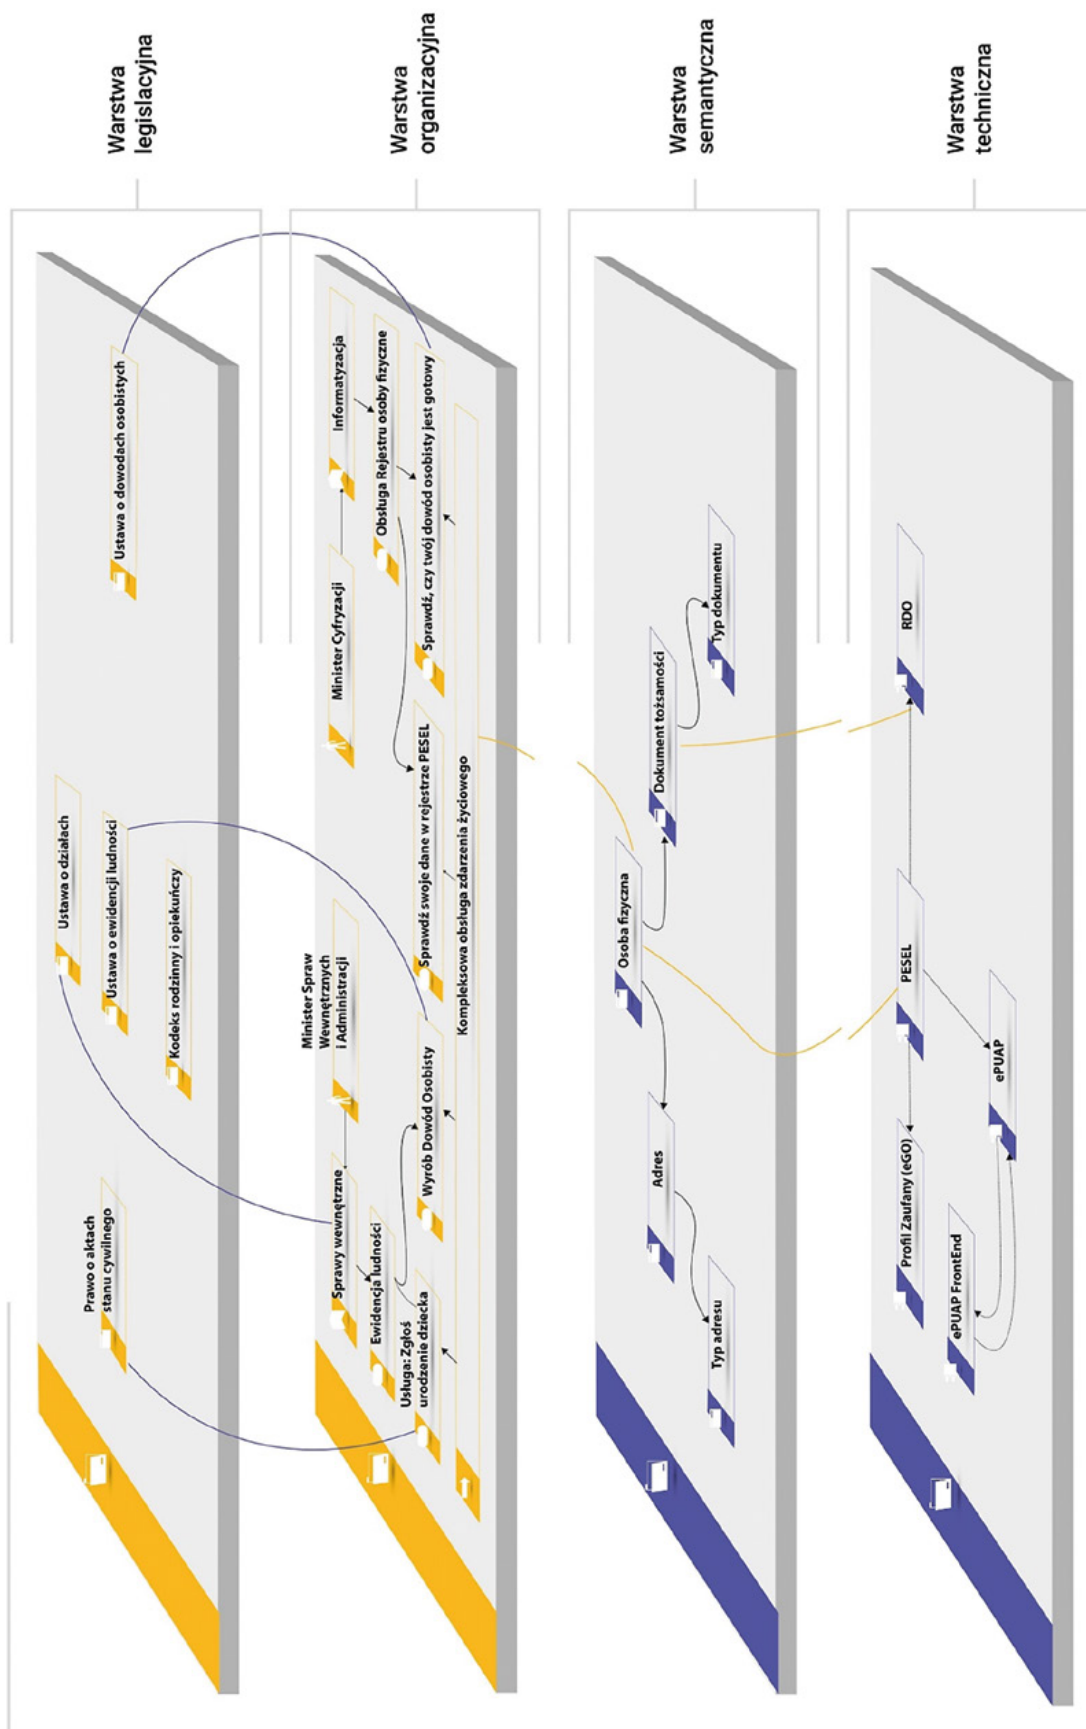 Warstwa
legislacyjna
Prawo o aktach
stanu cywilnego
Ustawa o działach
Ustawa o ewidencji ludności
Kodeks rodzinny i opiekuńczy
Ustawa o dowodach osobistych
Warstwa
organizacyjna
Sprawy wewnętrzne
Ewidencja ludności
Usługa: Zgłoś
urodzenie dziecka
Minister Spraw
Wewnętrznych
i Administracji
Wyrób Dowód Osobisty
Minister Cyfryzacji
Informatyzacja
Obsługa Rejestru osoby fizyczne
Sprawdź swoje dane w rejestrze PESEL
Sprawdź, czy twój dowód osobisty jest gotowy
Kompleksowa obsługa zdarzenia życiowego
Warstwa
semantyczna
Osoba fizyczna
Adres
Typ adresu
Dokument tożsamości
Typ dokumentu
Warstwa
techniczna
Profil Zaufany (eGO)
PESEL
RDO
ePUAP FrontEnd
ePUAP